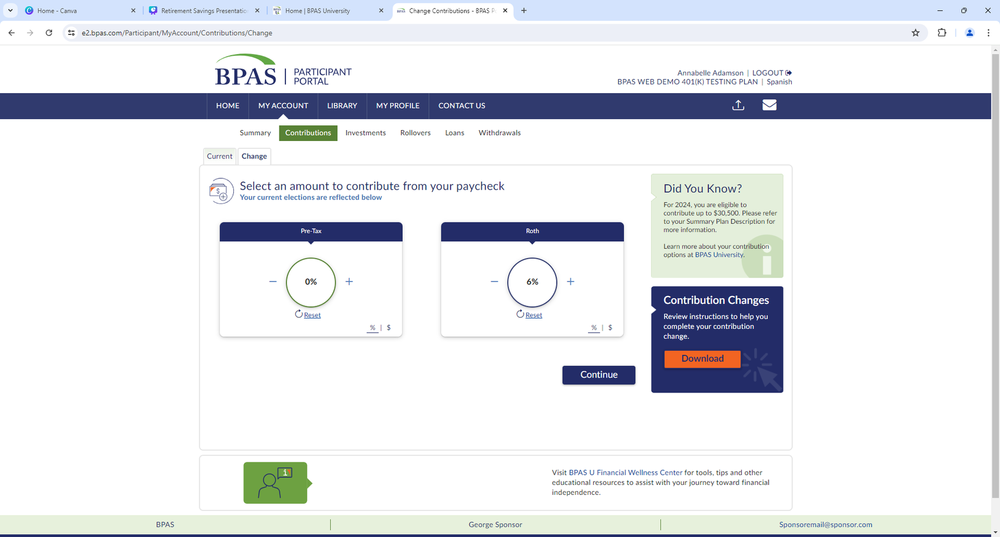 Home - Canva
Retirement Savings Presentatio
Home | BPAS University
Change Contributions - BPAS P
e2.bpas.com/Participant/MyAccount/Contributions/Change
BPAS | PARTICIPANT PORTAL
Annabelle Adamson | LOGOUT
BPAS WEB DEMO 401(K) TESTING PLAN | Spanish
HOME MY ACCOUNT LIBRARY MY PROFILE CONTACT US
Summary Contributions Investments Rollovers Loans Withdrawals
Current Change
Select an amount to contribute from your paycheck
Your current elections are reflected below
Pre-Tax
− 0% +
Reset
% | $
Roth
− 6% +
Reset
% | $
Continue
Did You Know?
For 2024, you are eligible to
contribute up to $30,500. Please refer
to your Summary Plan Description for
more information.
Learn more about your contribution
options at BPAS University.
Contribution Changes
Review instructions to help you
complete your contribution
change.
Download
Visit BPAS U Financial Wellness Center for tools, tips and other
educational resources to assist with your journey toward financial
independence.
BPAS
George Sponsor
Sponsoremail@sponsor.com